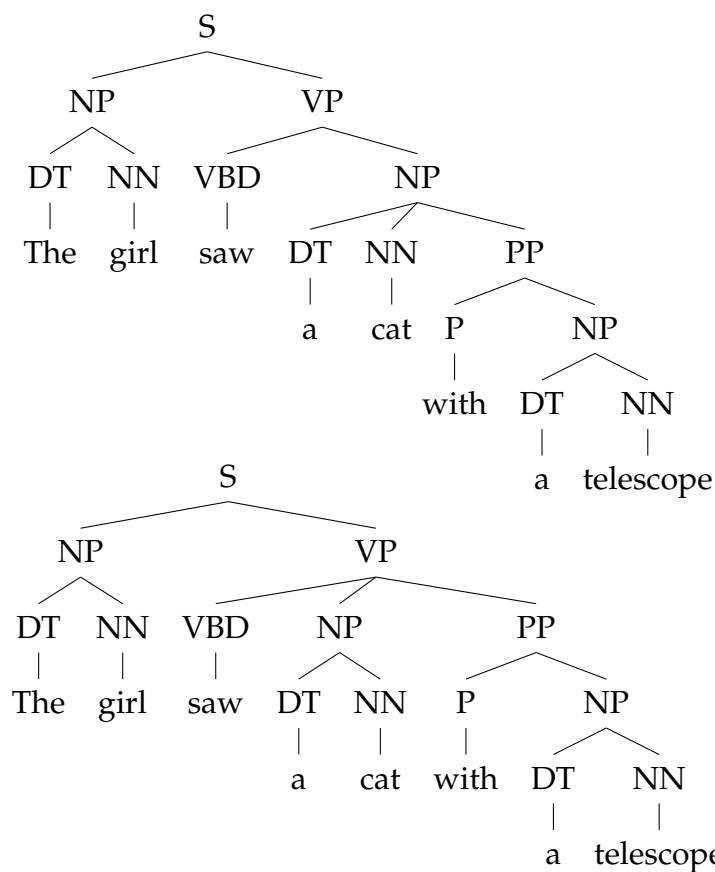 S
NP VP
DT NN VBD NP
The girl saw DT NN PP
a cat P NP
with DT NN
a telescope
S
NP VP
DT NN VBD NP PP
The girl saw DT NN P NP
a cat with DT NN
a telescope